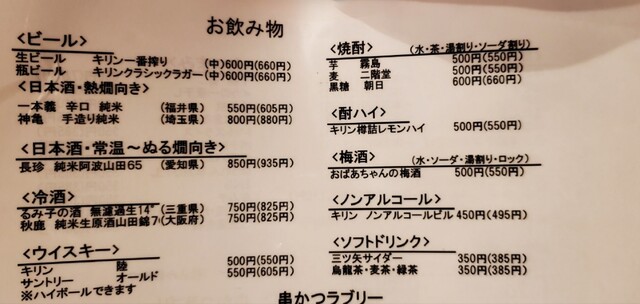 お飲み物
<ビール>
生ビール キリン一番搾り (中)600円(660円)
瓶ビール キリンクラシックラガー(中)600円(660円)
<日本酒・熱燗向き>
一本義 辛口 純米 (福井県) 550円(605円)
神亀 手造り純米 (埼玉県) 800円(880円)
<日本酒・常温～ぬる燗向き>
長珍 純米阿波山田65 (愛知県) 850円(935円)
<冷酒>
るみ子の酒 無濾過生14゜(三重県) 750円(825円)
秋鹿 純米生原酒山田錦7(大阪府) 750円(825円)
<ウイスキー>
キリン 陸 500円(550円)
サントリー オールド 550円(605円)
※ハイボールできます
<焼酎> (水・茶・湯割り・ソーダ割り)
芋 霧島 500円(550円)
麦 二階堂 500円(550円)
黒糖 朝日 600円(660円)
<酎ハイ>
キリン樽詰レモンハイ 500円(550円)
<梅酒> (水・ソーダ・湯割り・ロック)
おばあちゃんの梅酒 500円(550円)
<ノンアルコール>
キリン ノンアルコールビル 450円(495円)
<ソフトドリンク>
三ツ矢サイダー 350円(385円)
烏龍茶・麦茶・緑茶 350円(385円)
串かつラブリー